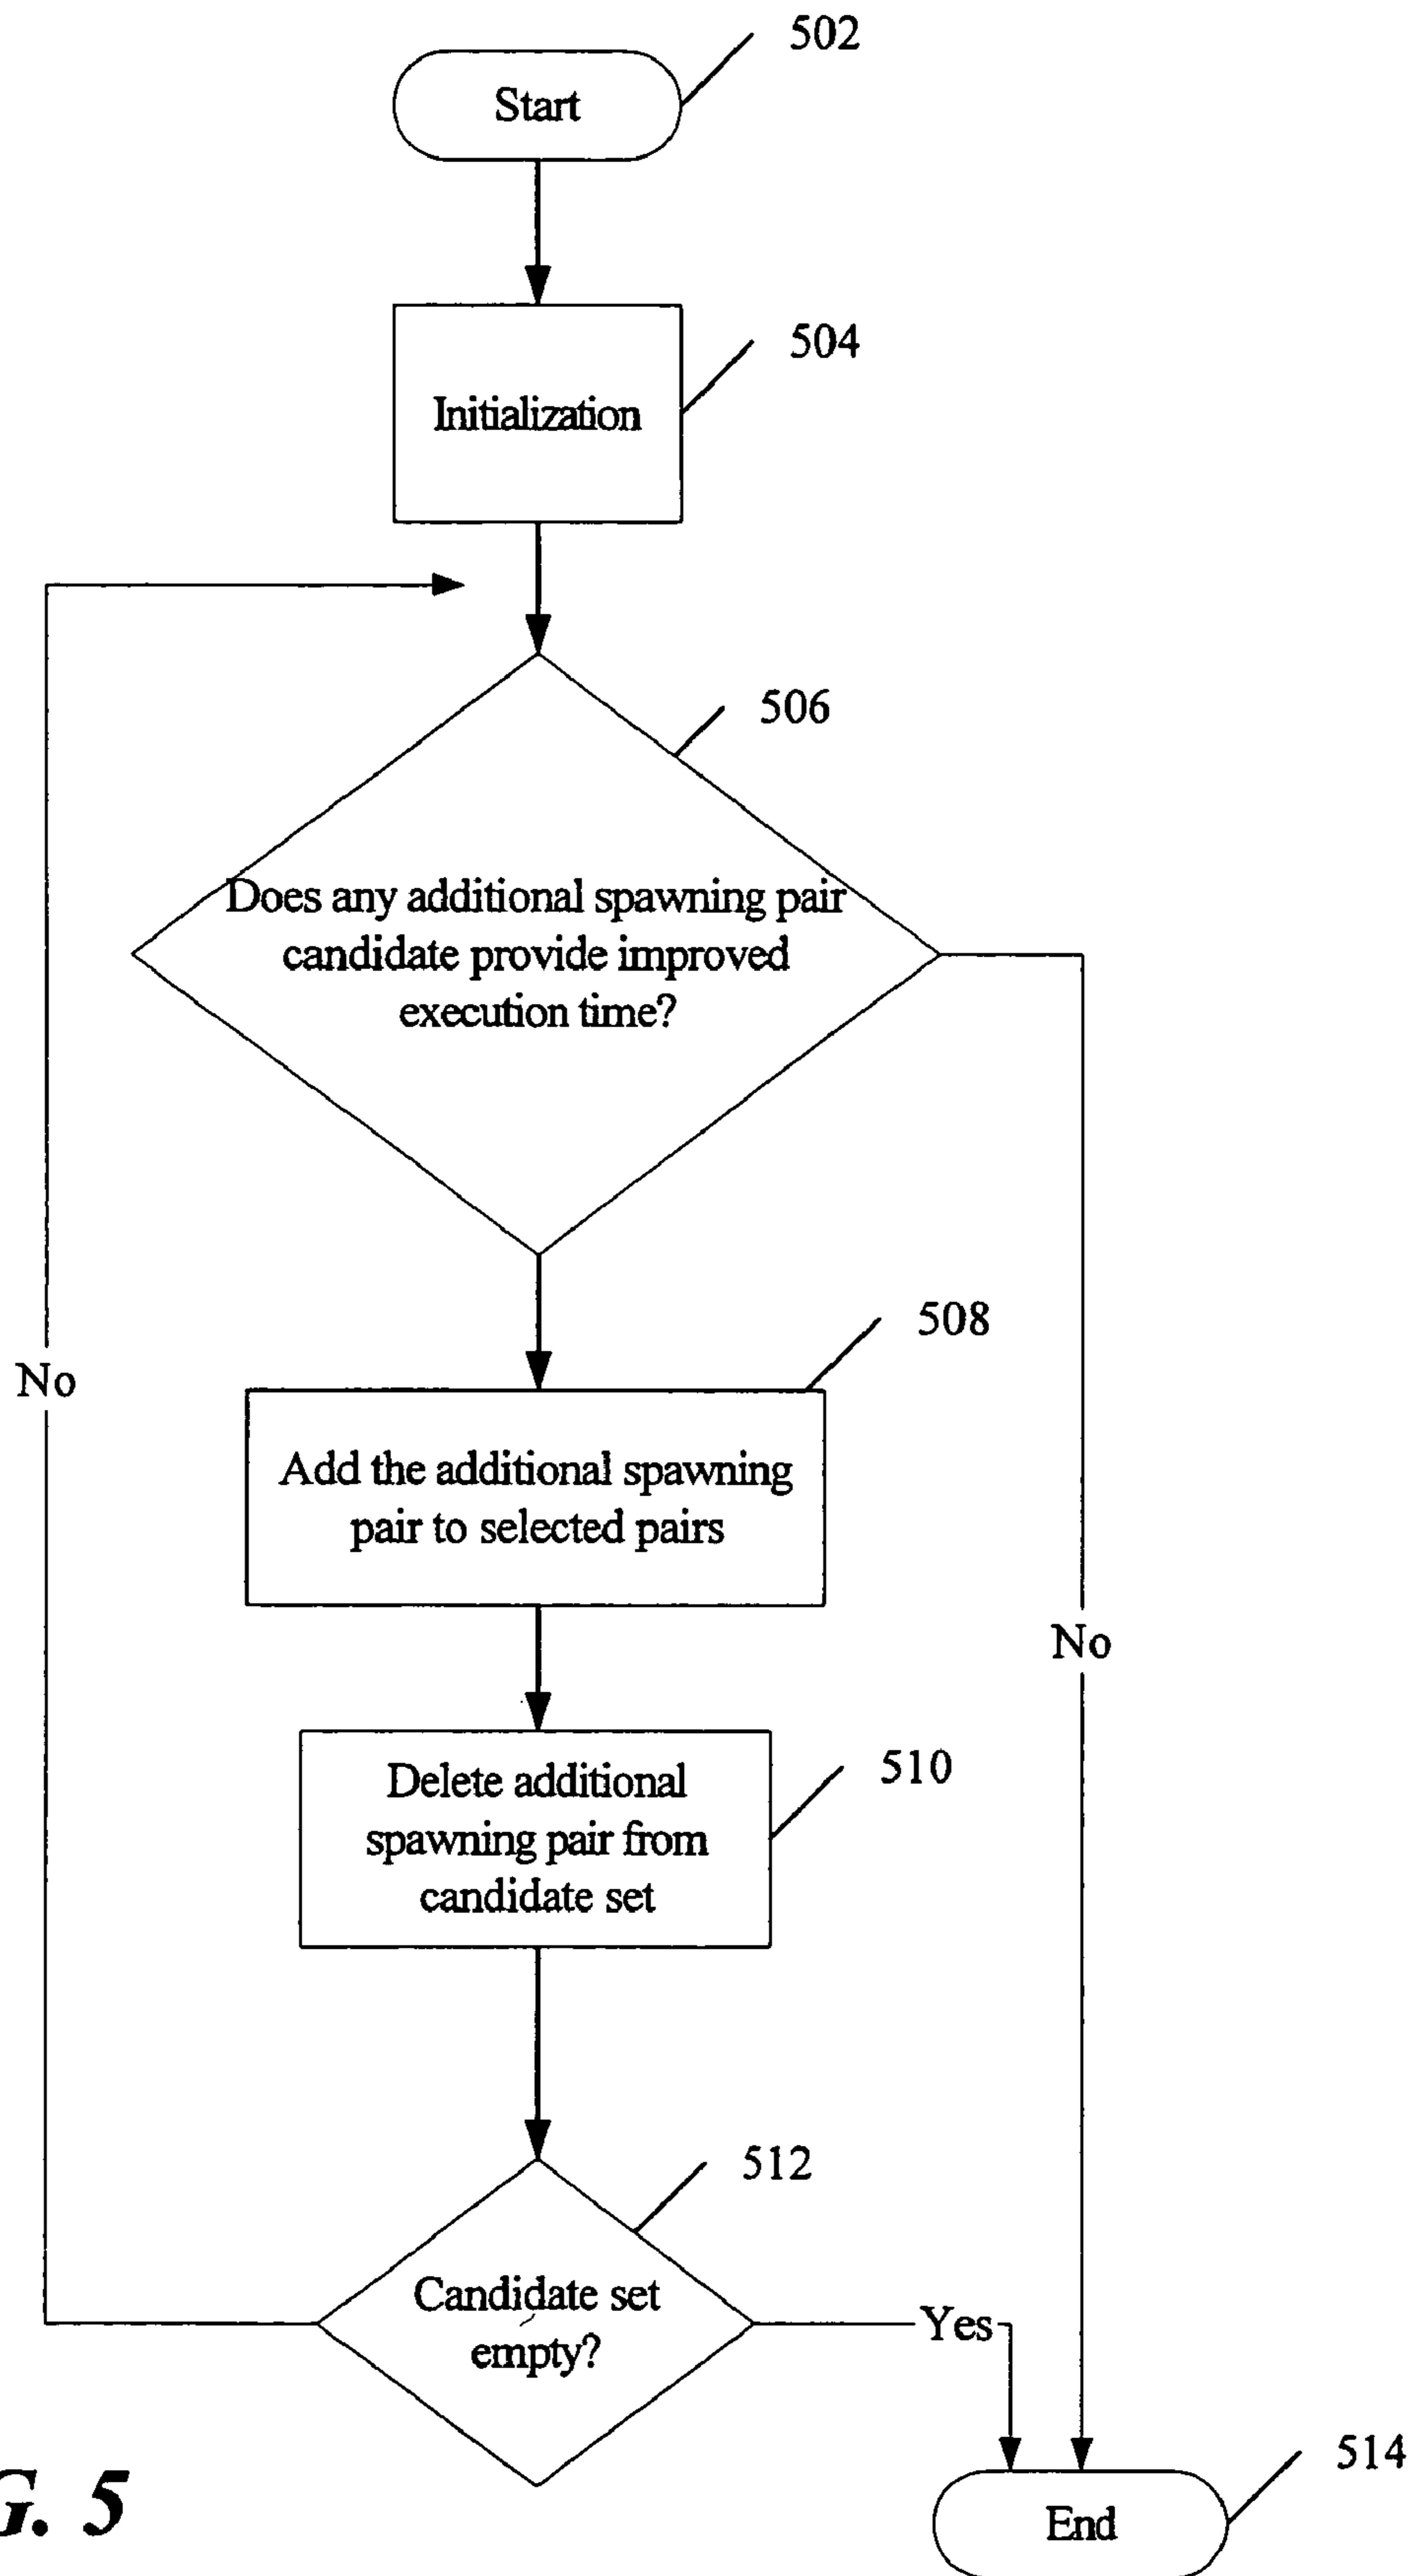 502
Start
504
Initialization
506
Does any additional spawning pair
candidate provide improved
execution time?
508
No
Add the additional spawning
pair to selected pairs
No
510
Delete additional
spawning pair from
candidate set
512
Candidate set
empty?
Yes
514
G. 5
End